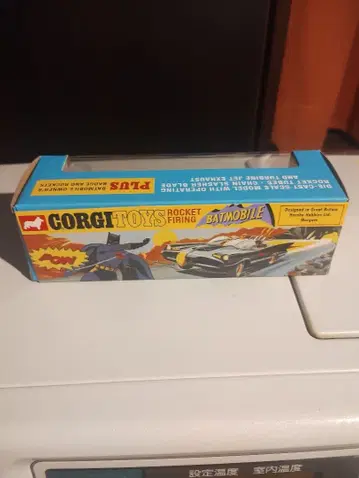 DIE-CAST SCALE MODEL WITH OPERATING
ROCKET TUBES · CHAIN SLASHER BLADE
AND TURBINE JET EXHAUST
PLUS BATMOBILE OWNER'S
BADGE AND ROCKETS
CORGI TOYS
ROCKET
FIRING
BATMOBILE
POW
Designed in Great Britain
設定温度 室内温度